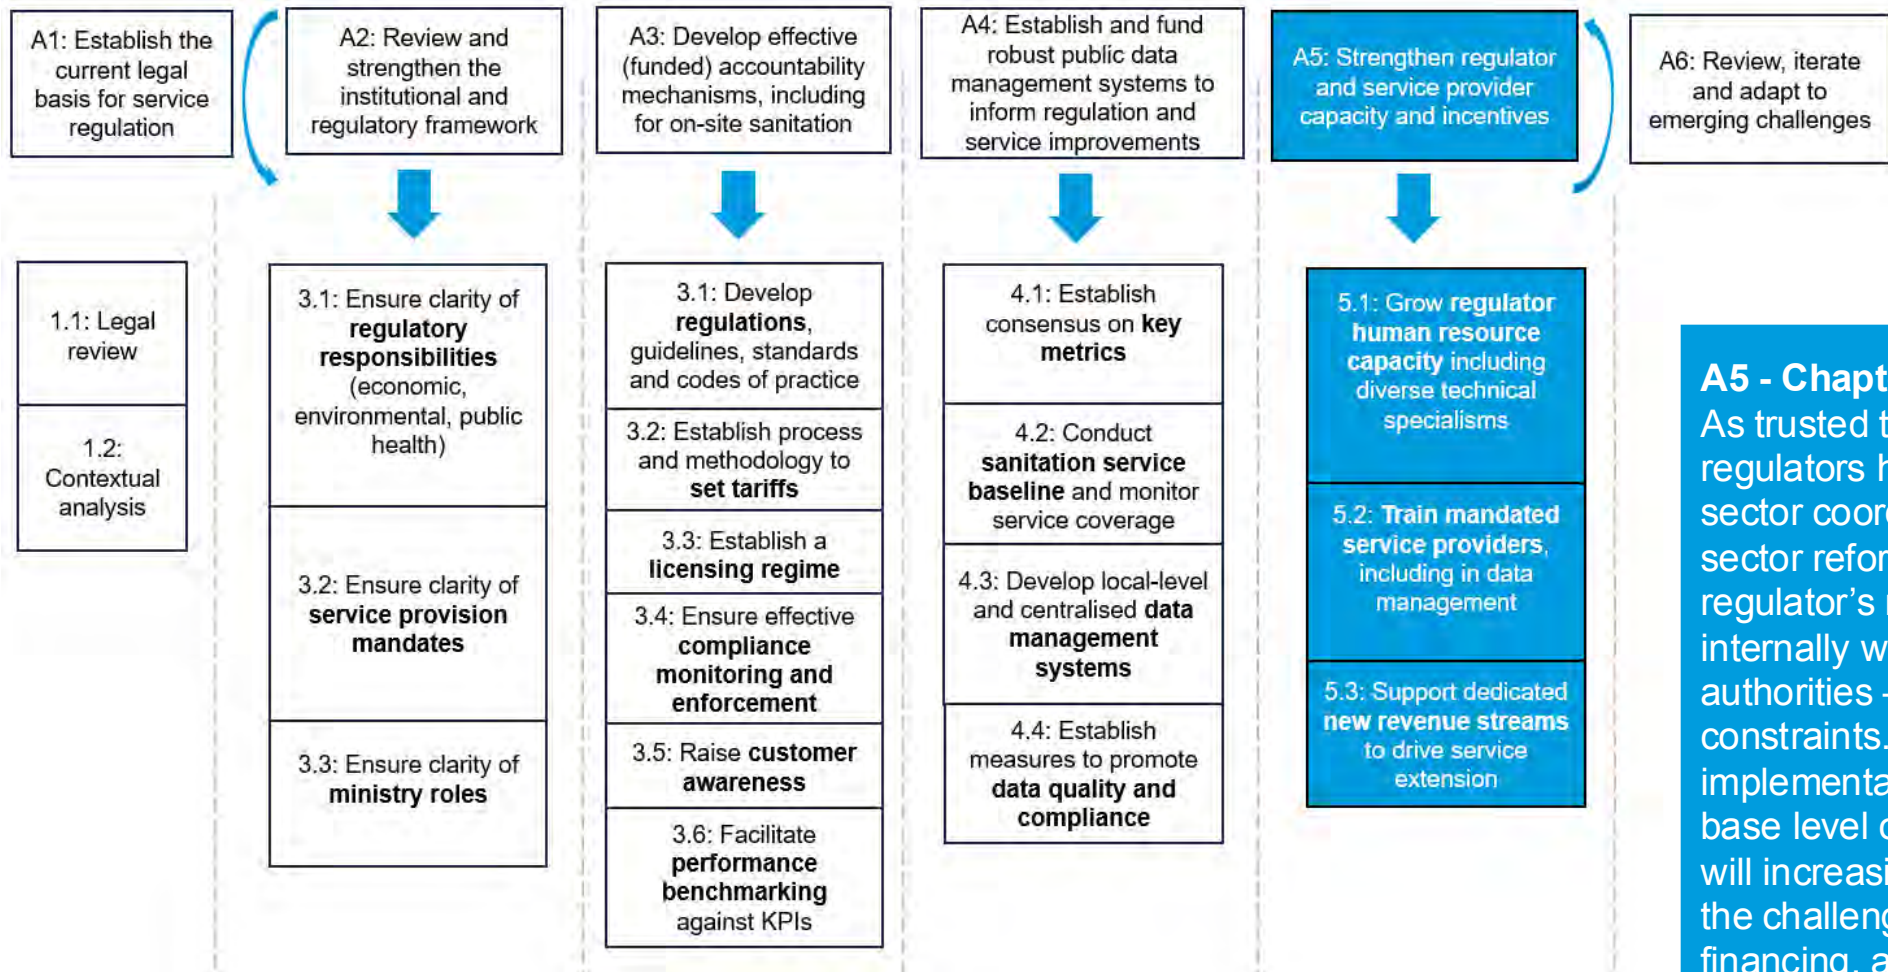 A1: Establish the
current legal
basis for service
regulation
A2: Review and
strengthen the
institutional and
regulatory framework
A3: Develop effective
(funded) accountability
mechanisms, including
for on-site sanitation
A4: Establish and fund
robust public data
management systems to
inform regulation and
service improvements
A5: Strengthen regulator
and service provider
capacity and incentives
A6: Review, iterate
and adapt to
emerging challenges
1.1: Legal
review
1.2:
Contextual
analysis
3.1: Ensure clarity of
regulatory
responsibilities
(economic,
environmental, public
health)
3.2: Ensure clarity of
service provision
mandates
3.3: Ensure clarity of
ministry roles
3.1: Develop
regulations,
guidelines, standards
and codes of practice
3.2: Establish process
and methodology to
set tariffs
3.3: Establish a
licensing regime
3.4: Ensure effective
compliance
monitoring and
enforcement
3.5: Raise customer
awareness
3.6: Facilitate
performance
benchmarking
against KPIs
4.1: Establish
consensus on key
metrics
4.2: Conduct
sanitation service
baseline and monitor
service coverage
4.3: Develop local-level
and centralised data
management
systems
4.4: Establish
measures to promote
data quality and
compliance
5.1: Grow regulator
human resource
capacity including
diverse technical
specialisms
5.2: Train mandated
service providers,
including in data
management
5.3: Support dedicated
new revenue streams
to drive service
extension
A5 - Chapt
As trusted t
regulators h
sector coord
sector refor
regulator's
internally w
authorities -
constraints.
implementa
base level
will increasi
the challeng
financing, a